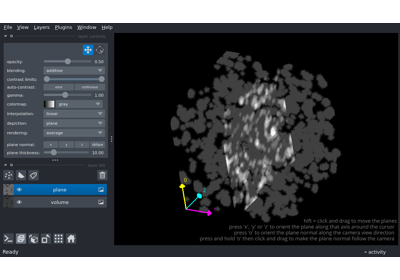 File View Layers Plugins Window Help
layer controls
opacity: 0.50
blending: additive
contrast limits:
auto-contrast: once continuous
gamma: 1.00
colormap: gray
interpolation: linear
depiction: plane
rendering: average
plane normal: x y z oblique
plane thickness: 10.00
layer list
plane
volume
hift + click and drag to move the planes
press 'x', 'y' or 'z' to orient the plane along that axis around the cursor
press 'o' to orient the plane normal along the camera view direction
press and hold 'o' then click and drag to make the plane normal follow the camera
Ready
activity